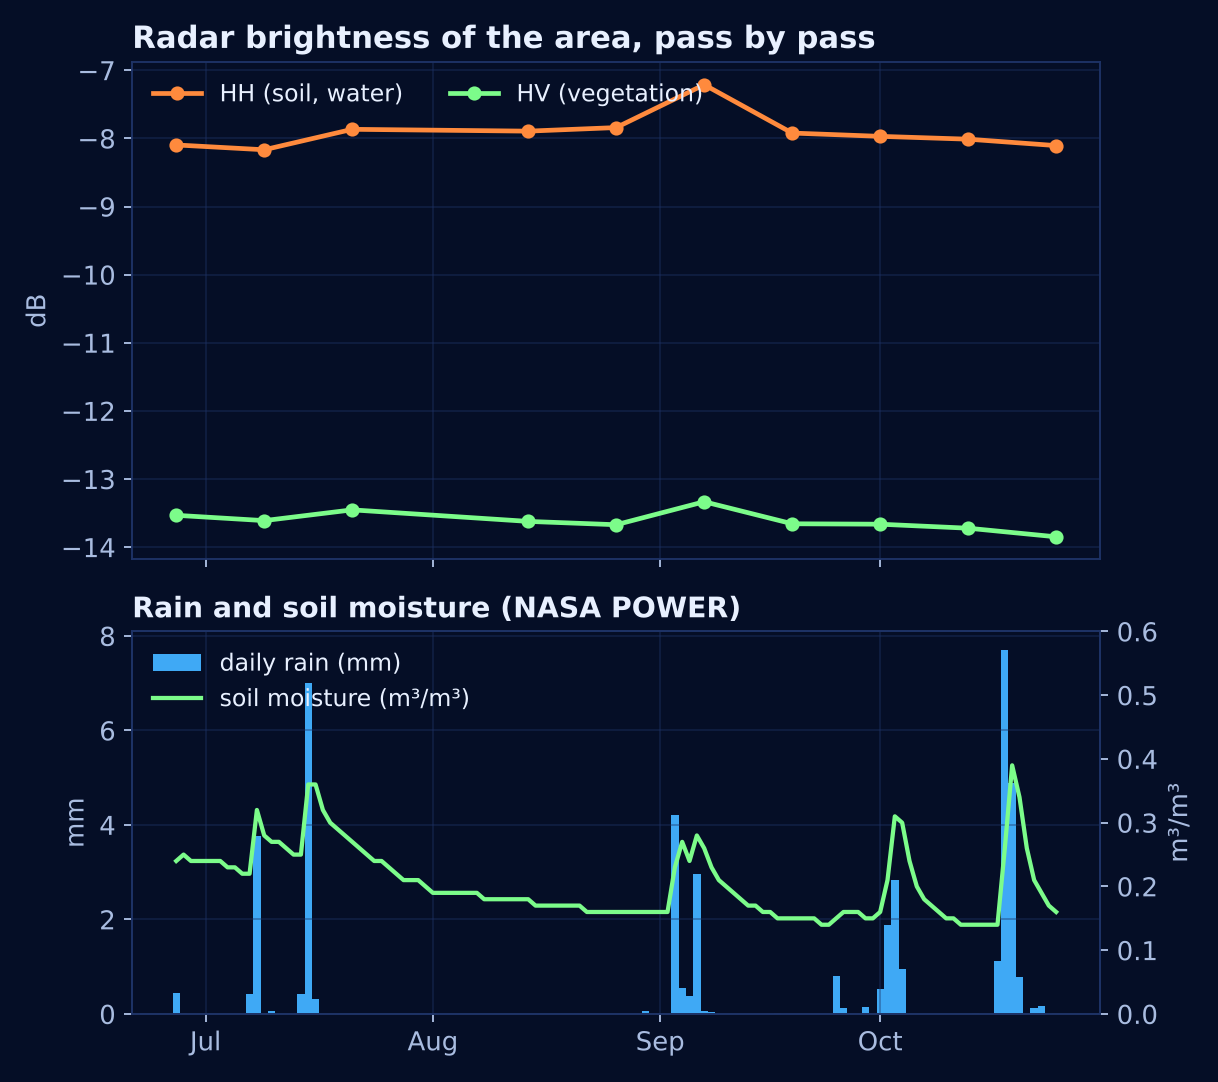 Radar brightness of the area, pass by pass
−7
HH (soil, water)
HV (vegetation)
−8
−9
−10
dB
−11
−12
−13
−14
Rain and soil moisture (NASA POWER)
8
0.6
daily rain (mm)
soil moisture (m³/m³)
0.5
6
0.4
mm
4
0.3
m³/m³
0.2
2
0.1
0
0.0
Jul
Aug
Sep
Oct